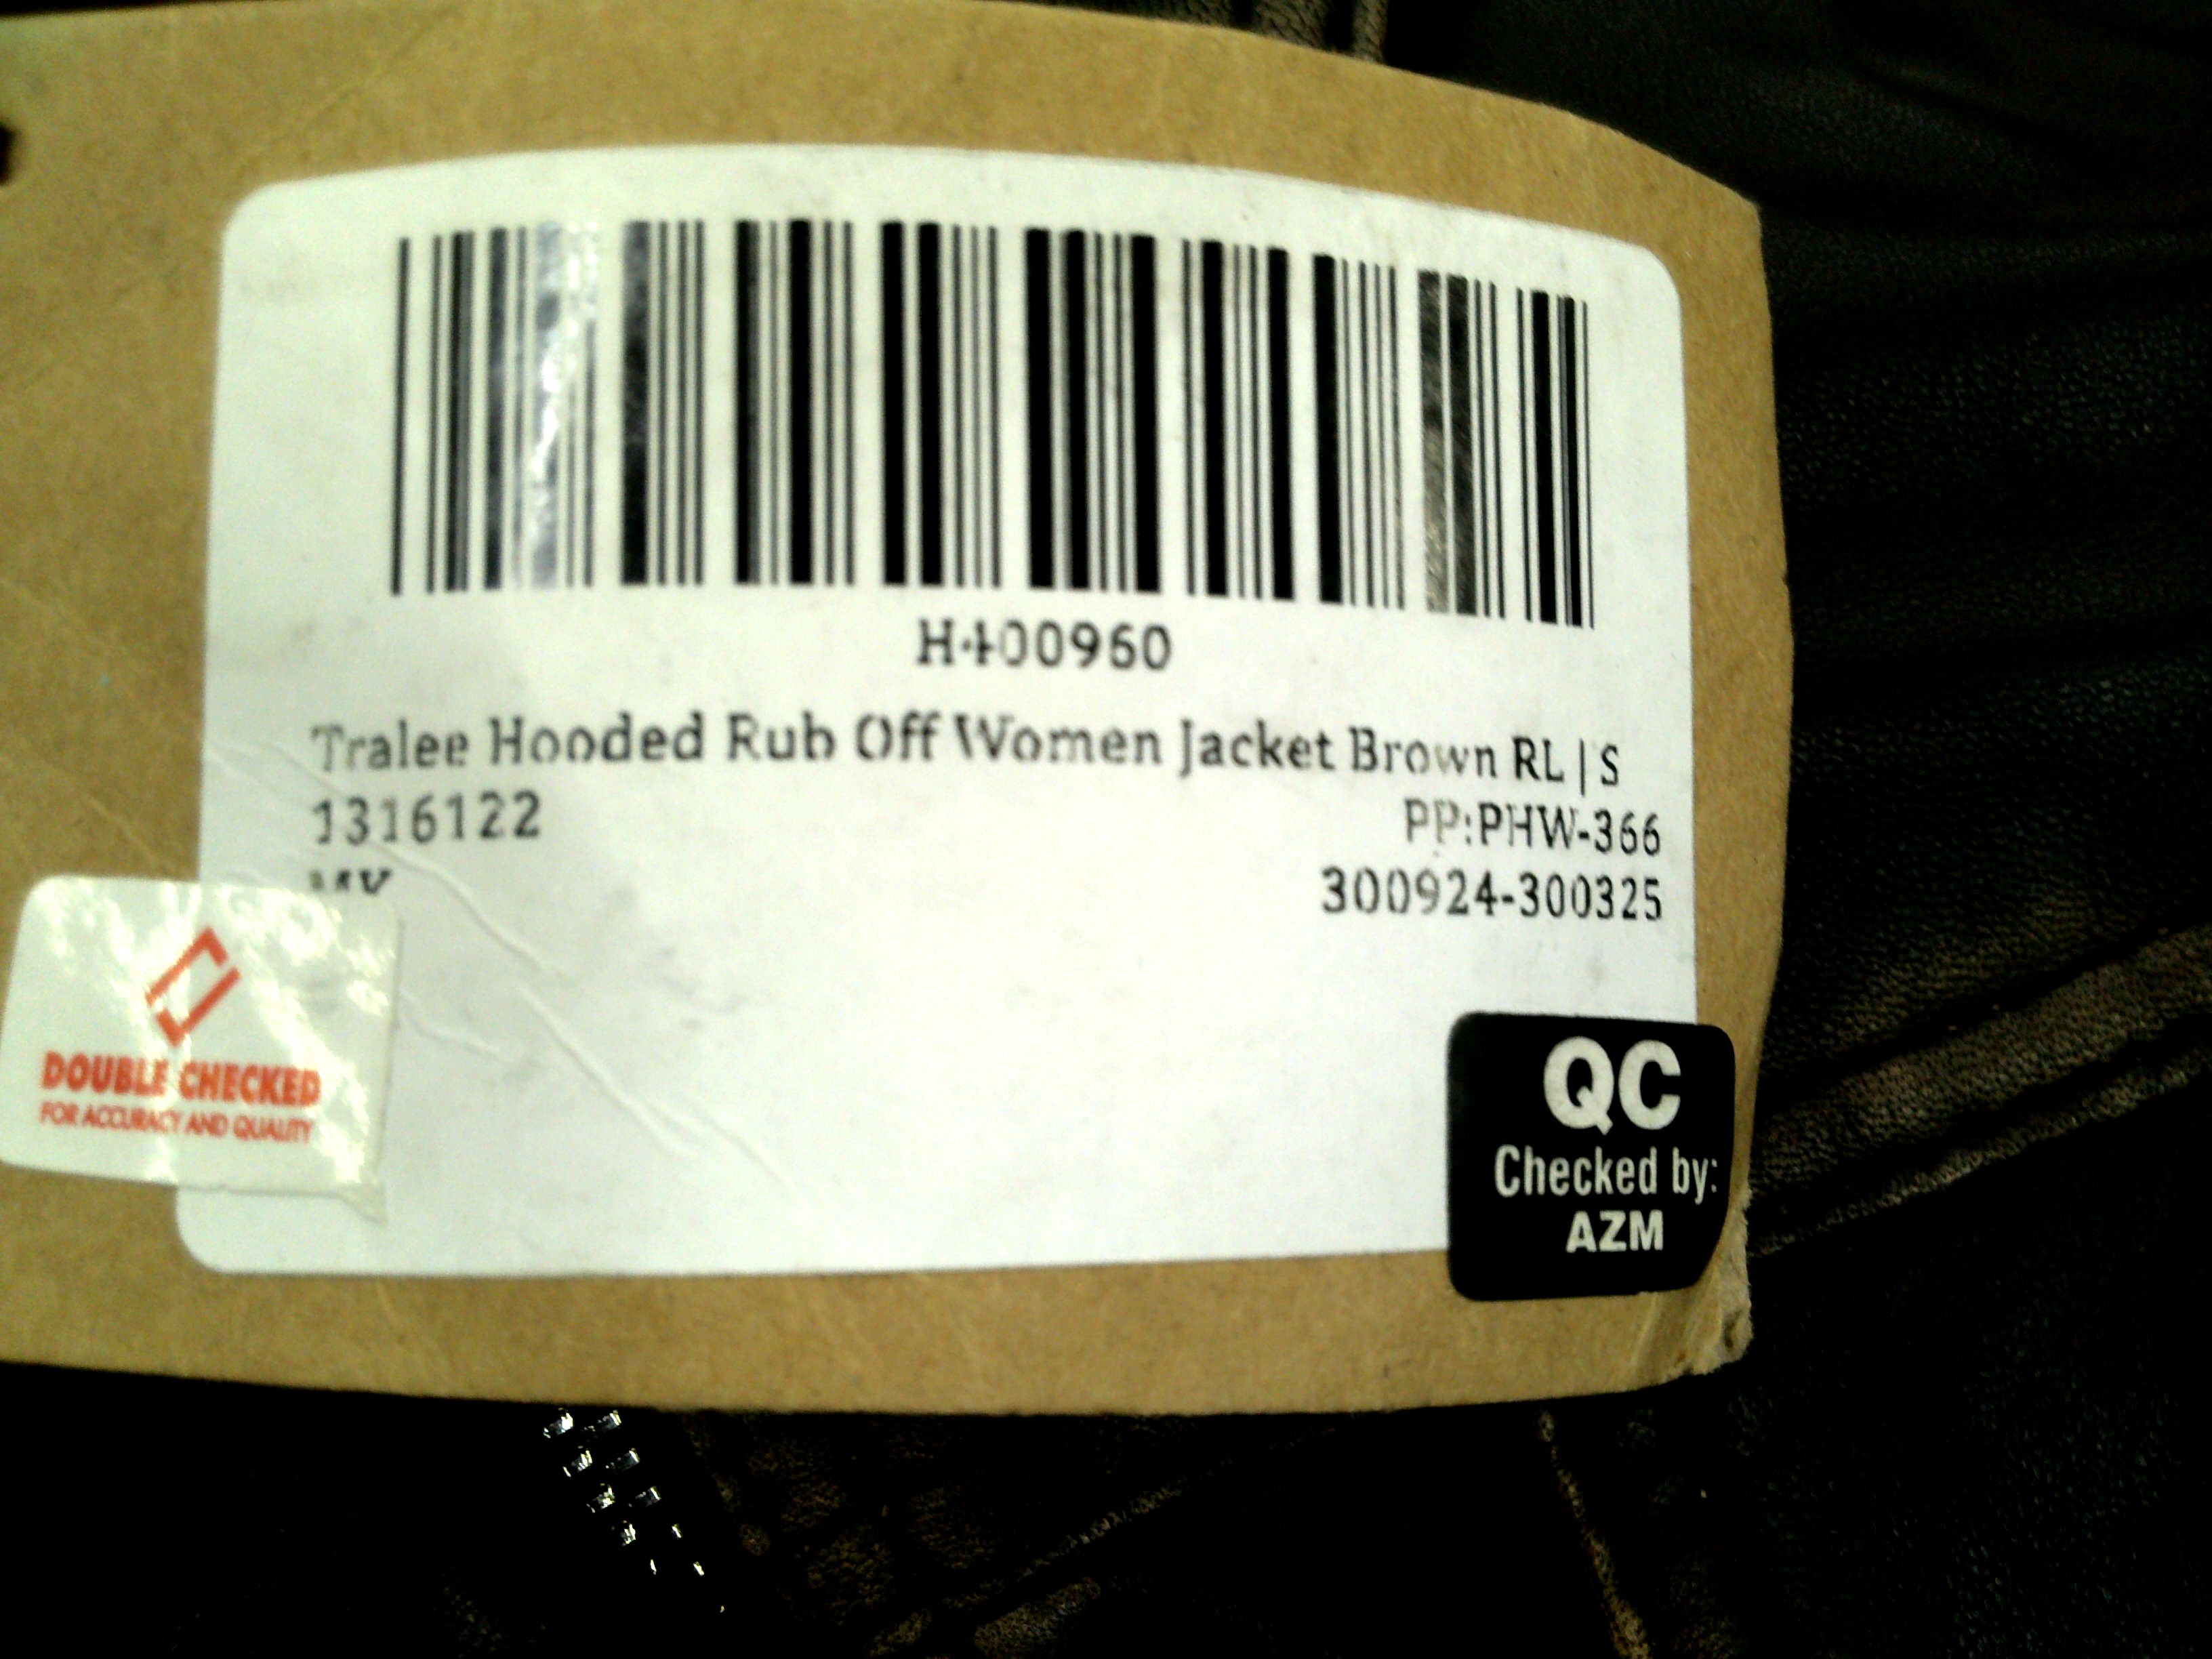 H400960
Tralee Hooded Rub Off Women Jacket Brown RL | S
1316122 PP:PHW-366
300924-300325
DOUBLE CHECKED
FOR ACCURACY AND QUALITY
QC
Checked by:
AZM